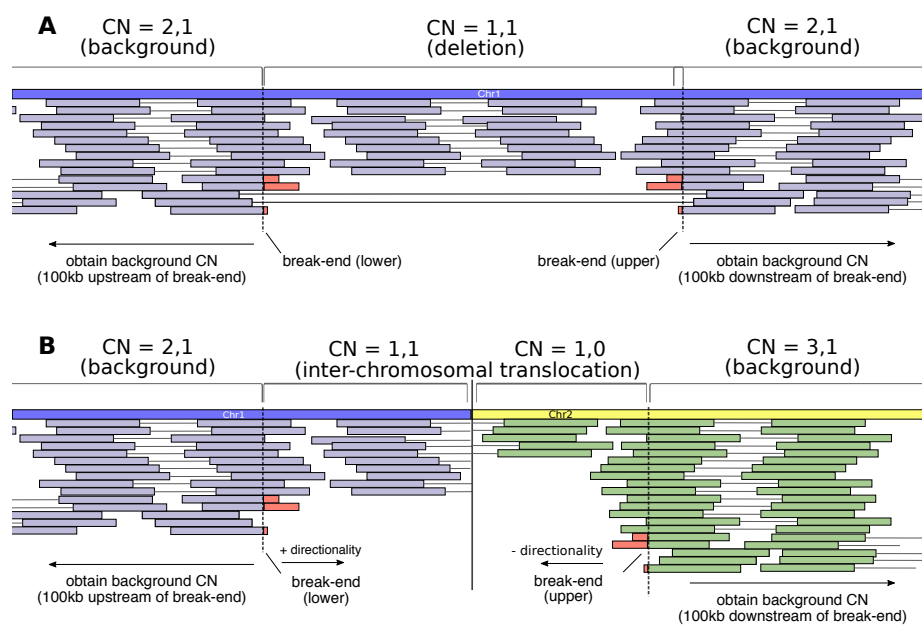 A
CN = 2,1
(background)
CN = 1,1
(deletion)
CN = 2,1
(background)
Chr1
obtain background CN
(100kb upstream of break-end)
break-end (lower)
break-end (upper)
obtain background CN
(100kb downstream of break-end)
B
CN = 2,1
(background)
CN = 1,1
CN = 1,0
(inter-chromosomal translocation)
CN = 3,1
(background)
Chr1
Chr2
+ directionality
- directionality
obtain background CN
(100kb upstream of break-end)
break-end
(lower)
break-end
(upper)
obtain background CN
(100kb downstream of break-end)